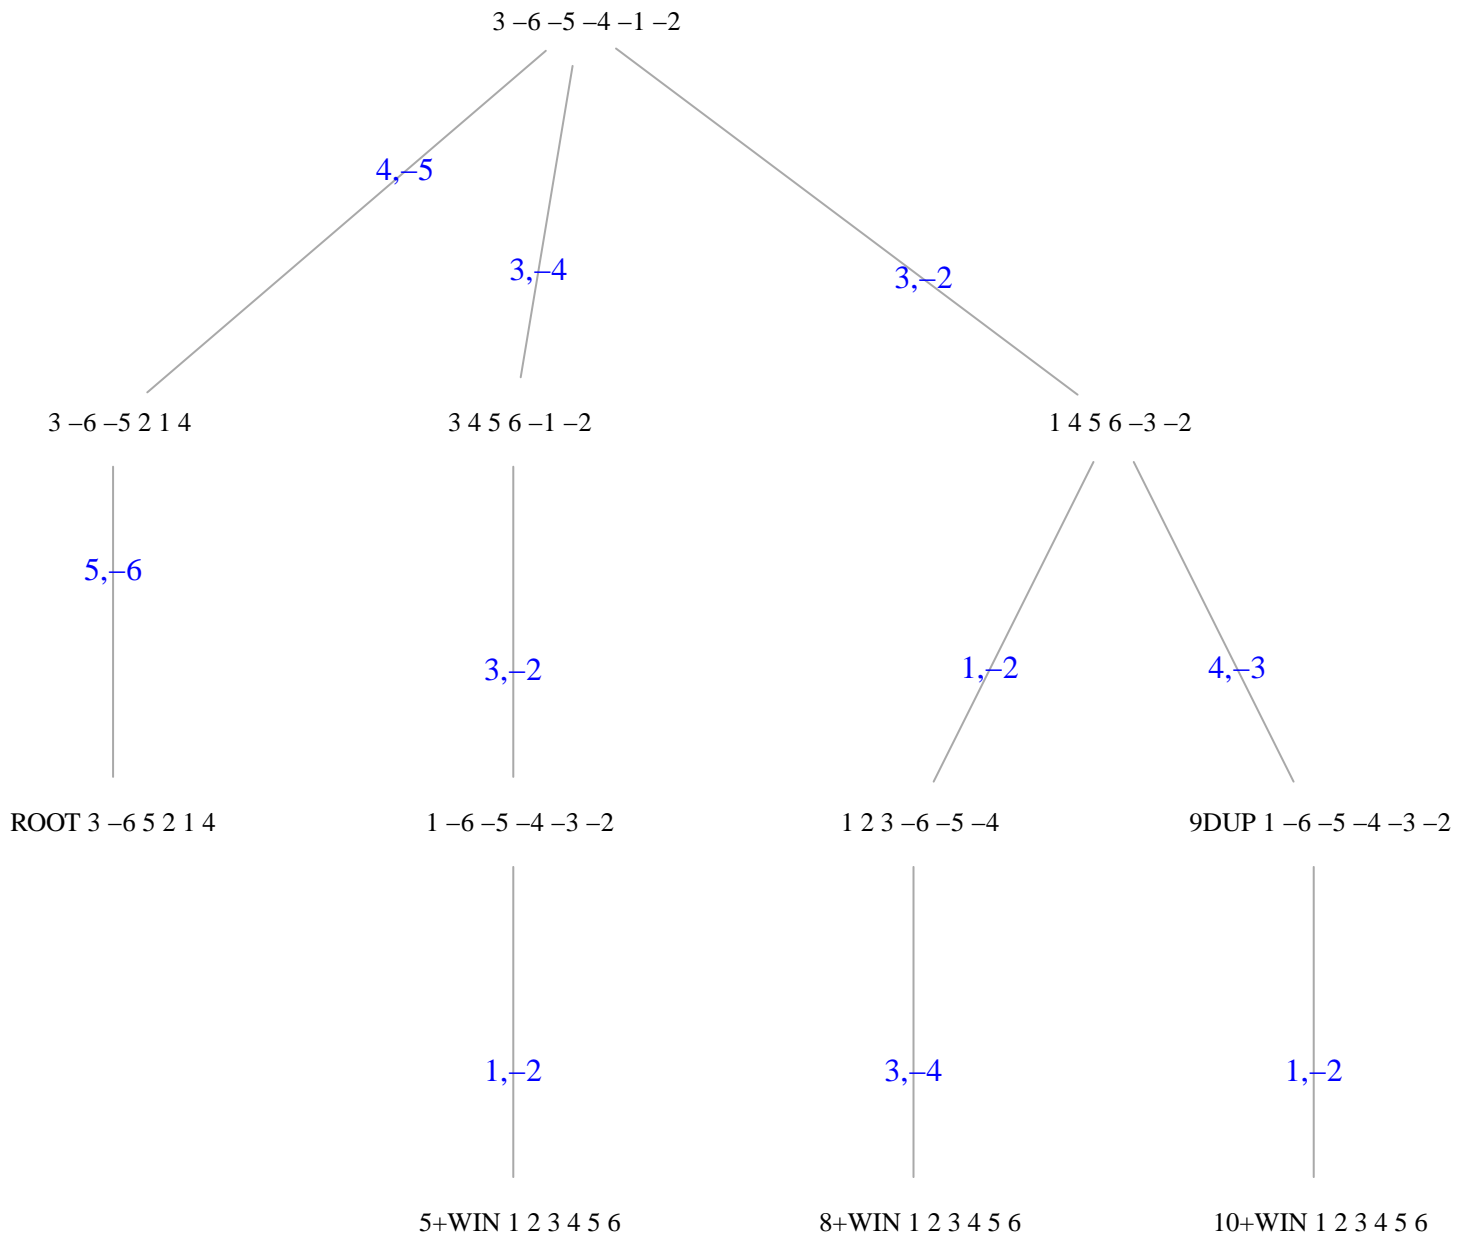 3 –6 –5 –4 –1 –2
4,–5
3,–4
3,–2
3 –6 –5 2 1 4
3 4 5 6 –1 –2
1 4 5 6 –3 –2
5,–6
3,–2
1,–2
4,–3
ROOT 3 –6 5 2 1 4
1 –6 –5 –4 –3 –2
1 2 3 –6 –5 –4
9DUP 1 –6 –5 –4 –3 –2
1,–2
3,–4
1,–2
5+WIN 1 2 3 4 5 6
8+WIN 1 2 3 4 5 6
10+WIN 1 2 3 4 5 6